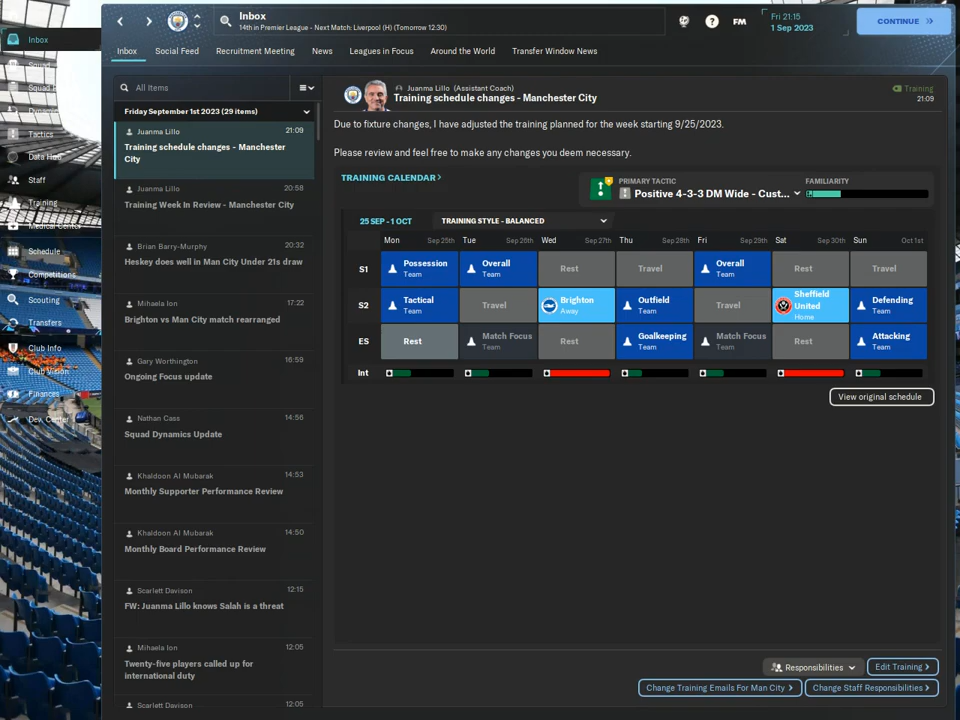 Inbox
14th in Premier League - Next Match: Liverpool (H) (Tomorrow 12:30)
FM
Fri 21:15
1 Sep 2023
CONTINUE
Inbox
Social Feed
Recruitment Meeting
News
Leagues in Focus
Around the World
Transfer Window News
Inbox
Squad
Tactics
Data Hub
Staff
Training
Medical Center
Schedule
Competitions
Scouting
Transfers
Club Info
Club Vision
Finances
Dev. Center
All Items
Friday September 1st 2023 (29 items)
Juanma Lillo 21:09
Training schedule changes - Manchester
City
Juanma Lillo 20:58
Training Week In Review - Manchester City
Brian Barry-Murphy 20:32
Heskey does well in Man City Under 21s draw
Mihaela Ion 17:22
Brighton vs Man City match rearranged
Gary Worthington 16:59
Ongoing Focus update
Nathan Cass 14:56
Squad Dynamics Update
Khaldoon Al Mubarak 14:53
Monthly Supporter Performance Review
Khaldoon Al Mubarak 14:50
Monthly Board Performance Review
Scarlett Davison 12:15
FW: Juanma Lillo knows Salah is a threat
Mihaela Ion 12:05
Twenty-five players called up for
international duty
Scarlett Davison 12:05
Juanma Lillo (Assistant Coach)
Training schedule changes - Manchester City
Training
21:09
Due to fixture changes, I have adjusted the training planned for the week starting 9/25/2023.
Please review and feel free to make any changes you deem necessary.
TRAINING CALENDAR
PRIMARY TACTIC
Positive 4-3-3 DM Wide - Cust...
FAMILIARITY
25 SEP - 1 OCT
TRAINING STYLE - BALANCED
Mon Sep 25th Tue Sep 26th Wed Sep 27th Thu Sep 28th Fri Sep 29th Sat Sep 30th Sun Oct 1st
S1
Possession
Team
Overall
Team
Rest
Travel
Overall
Team
Rest
Travel
S2
Tactical
Team
Travel
Brighton
Away
Outfield
Team
Travel
Sheffield
United
Home
Defending
Team
ES
Rest
Match Focus
Team
Rest
Goalkeeping
Team
Match Focus
Team
Rest
Attacking
Team
Int
View original schedule
Responsibilities
Edit Training
Change Training Emails For Man City
Change Staff Responsibilities